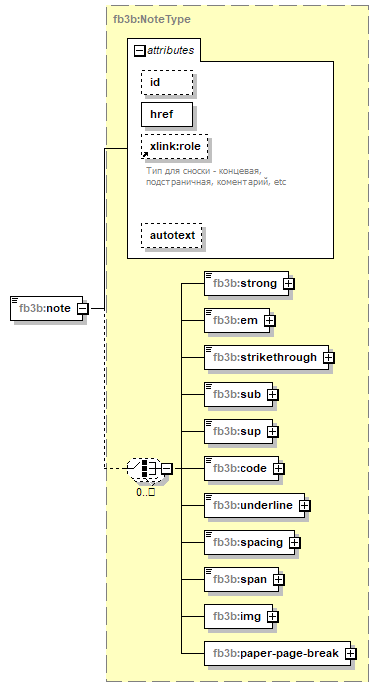 fb3b:NoteType
attributes
id
href
xlink:role
Тип для сноски - концевая,
подстраничная, коментарий, etc
autotext
fb3b:note
0..
fb3b:strong
fb3b:em
fb3b:strikethrough
fb3b:sub
fb3b:sup
fb3b:code
fb3b:underline
fb3b:spacing
fb3b:span
fb3b:img
fb3b:paper-page-break